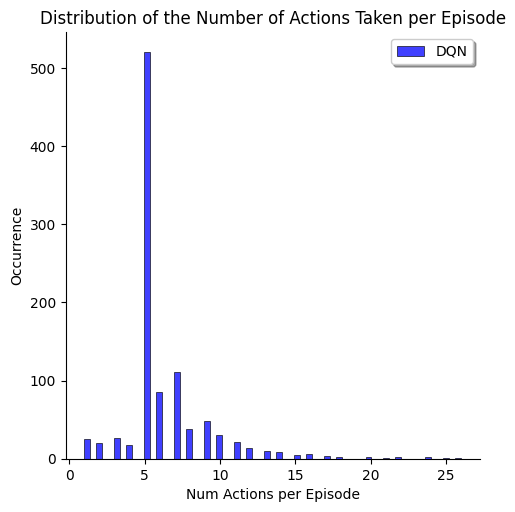 Distribution of the Number of Actions Taken per Episode
DQN
500
400
300
200
100
0
Occurrence
0 5 10 15 20 25
Num Actions per Episode